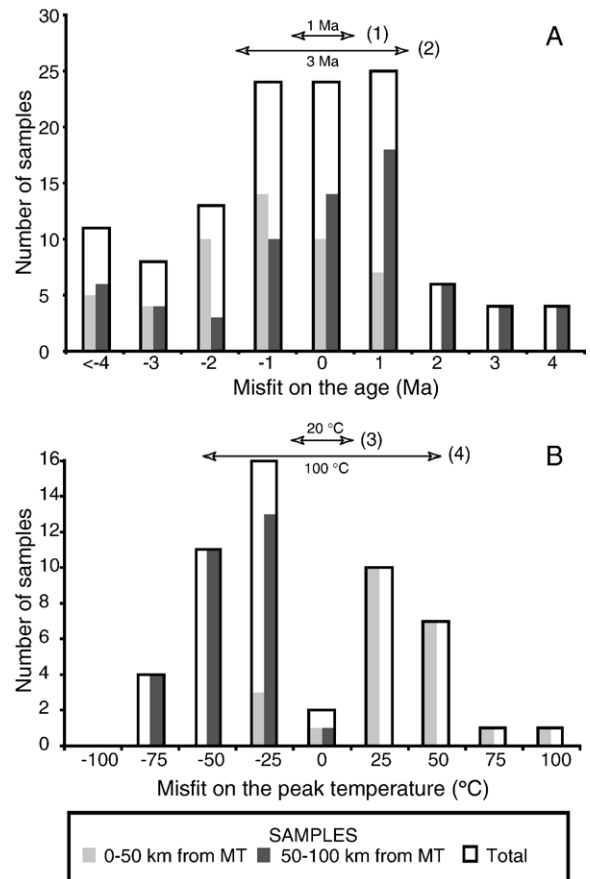 A
1 Ma (1)
(2)
3 Ma
30
25
20
15
10
5
0
Number of samples
<-4 -3 -2 -1 0 1 2 3 4
Misfit on the age (Ma)
B
20 °C (3)
(4)
100 °C
16
14
12
10
8
6
4
2
0
Number of samples
-100 -75 -50 -25 0 25 50 75 100
Misfit on the peak temperature (°C)
SAMPLES
0-50 km from MT 50-100 km from MT Total